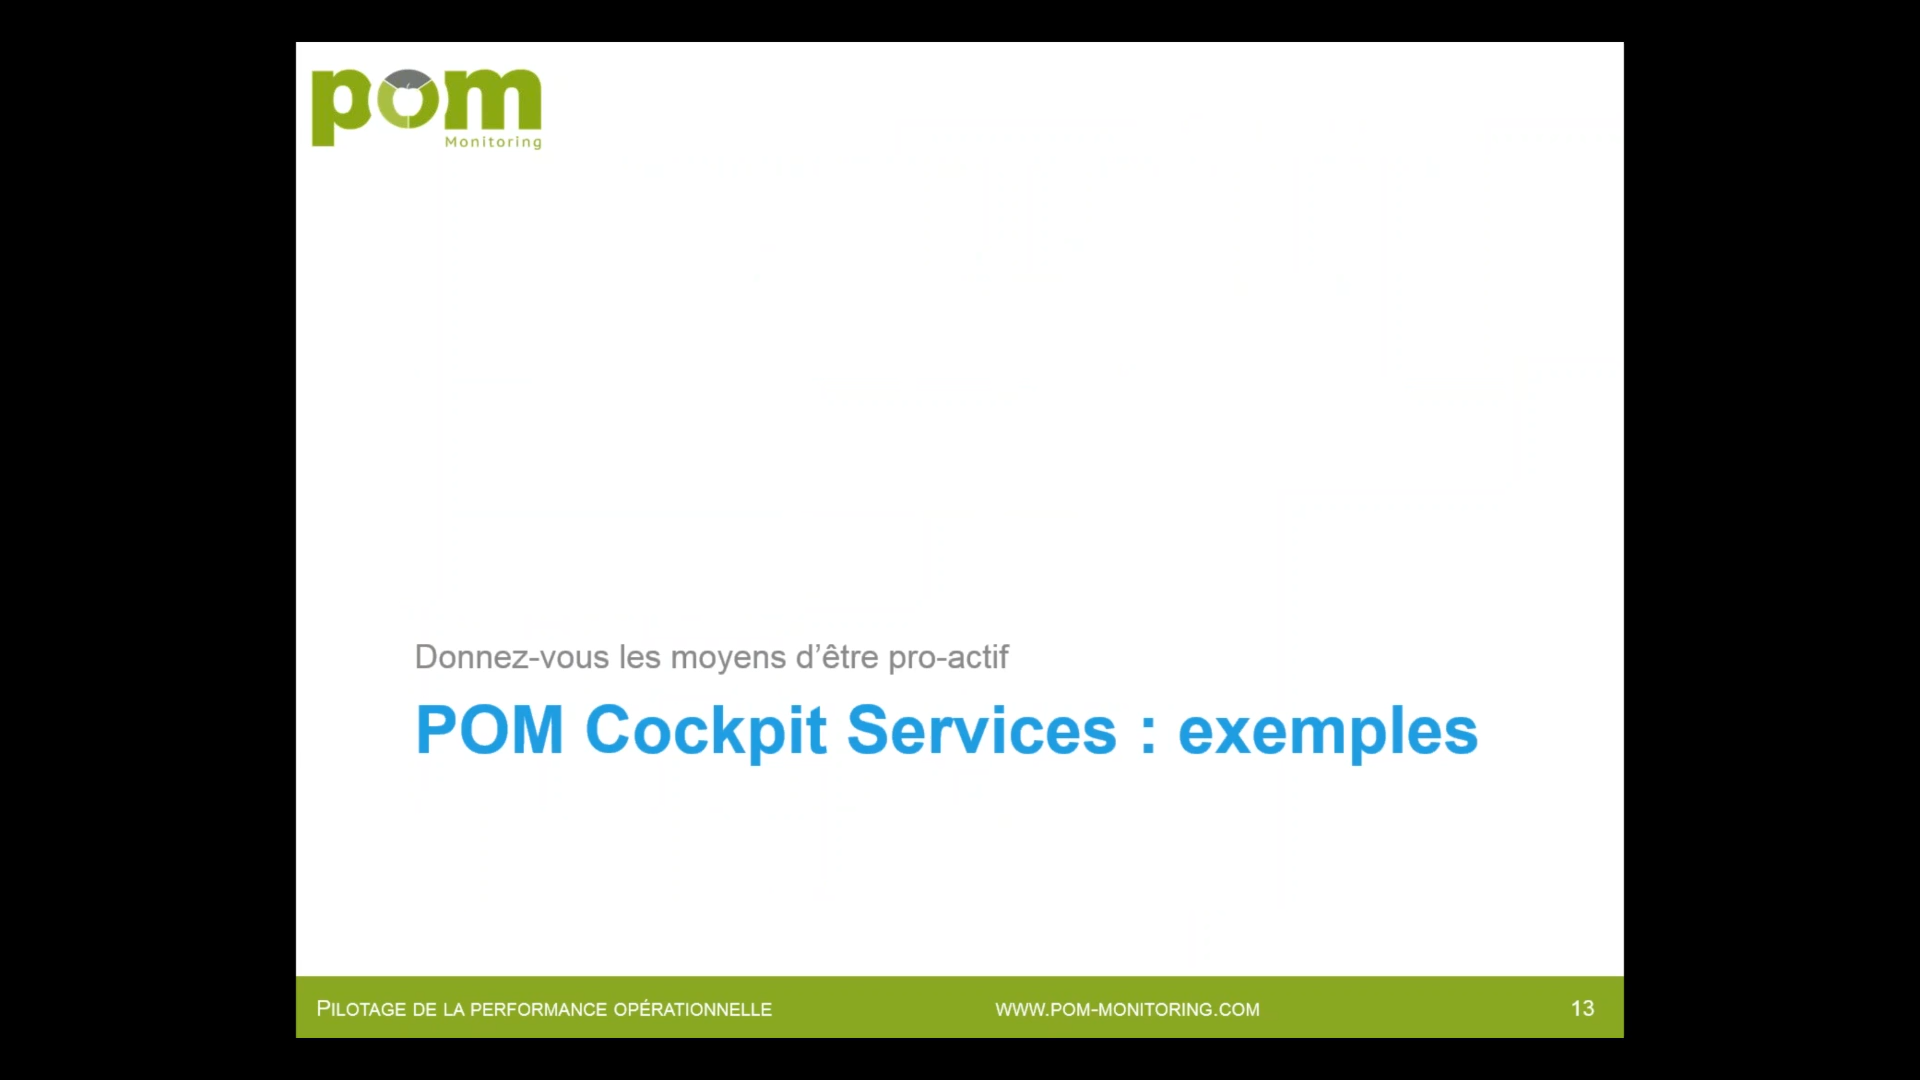 pom
Monitoring
Donnez-vous les moyens d’être pro-actif
POM Cockpit Services : exemples
PILOTAGE DE LA PERFORMANCE OPÉRATIONNELLE
WWW.POM-MONITORING.COM
13